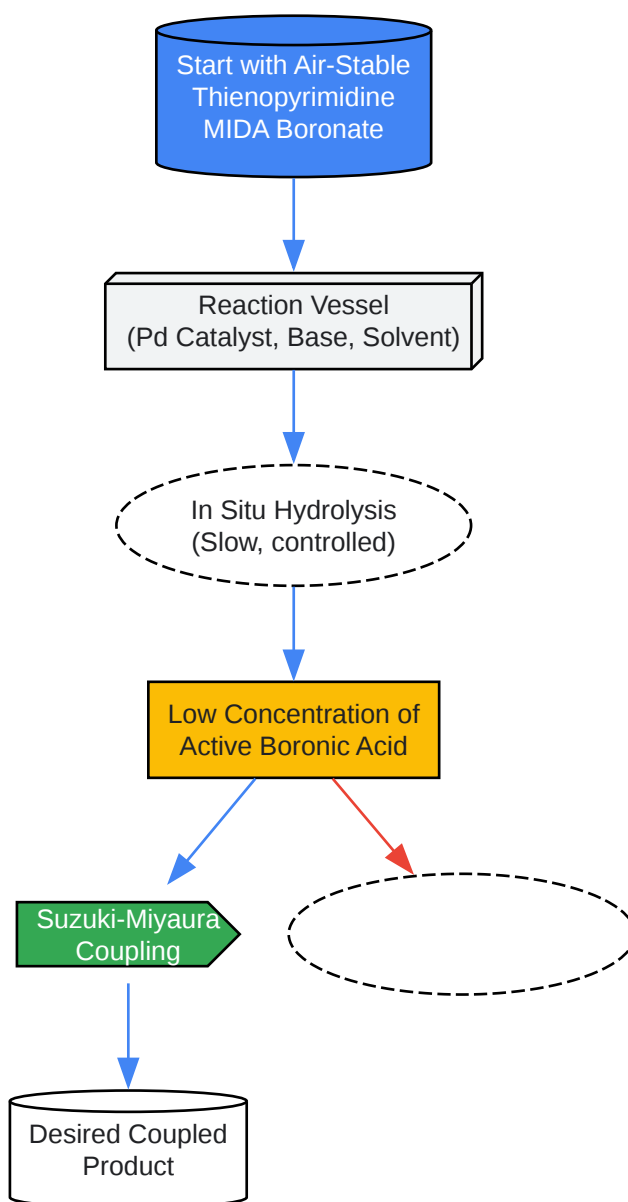 Start with Air-Stable
Thienopyrimidine
MIDA Boronate
Reaction Vessel
(Pd Catalyst, Base, Solvent)
In Situ Hydrolysis
(Slow, controlled)
Low Concentration of
Active Boronic Acid
Suzuki-Miyaura
Coupling
Desired Coupled
Product